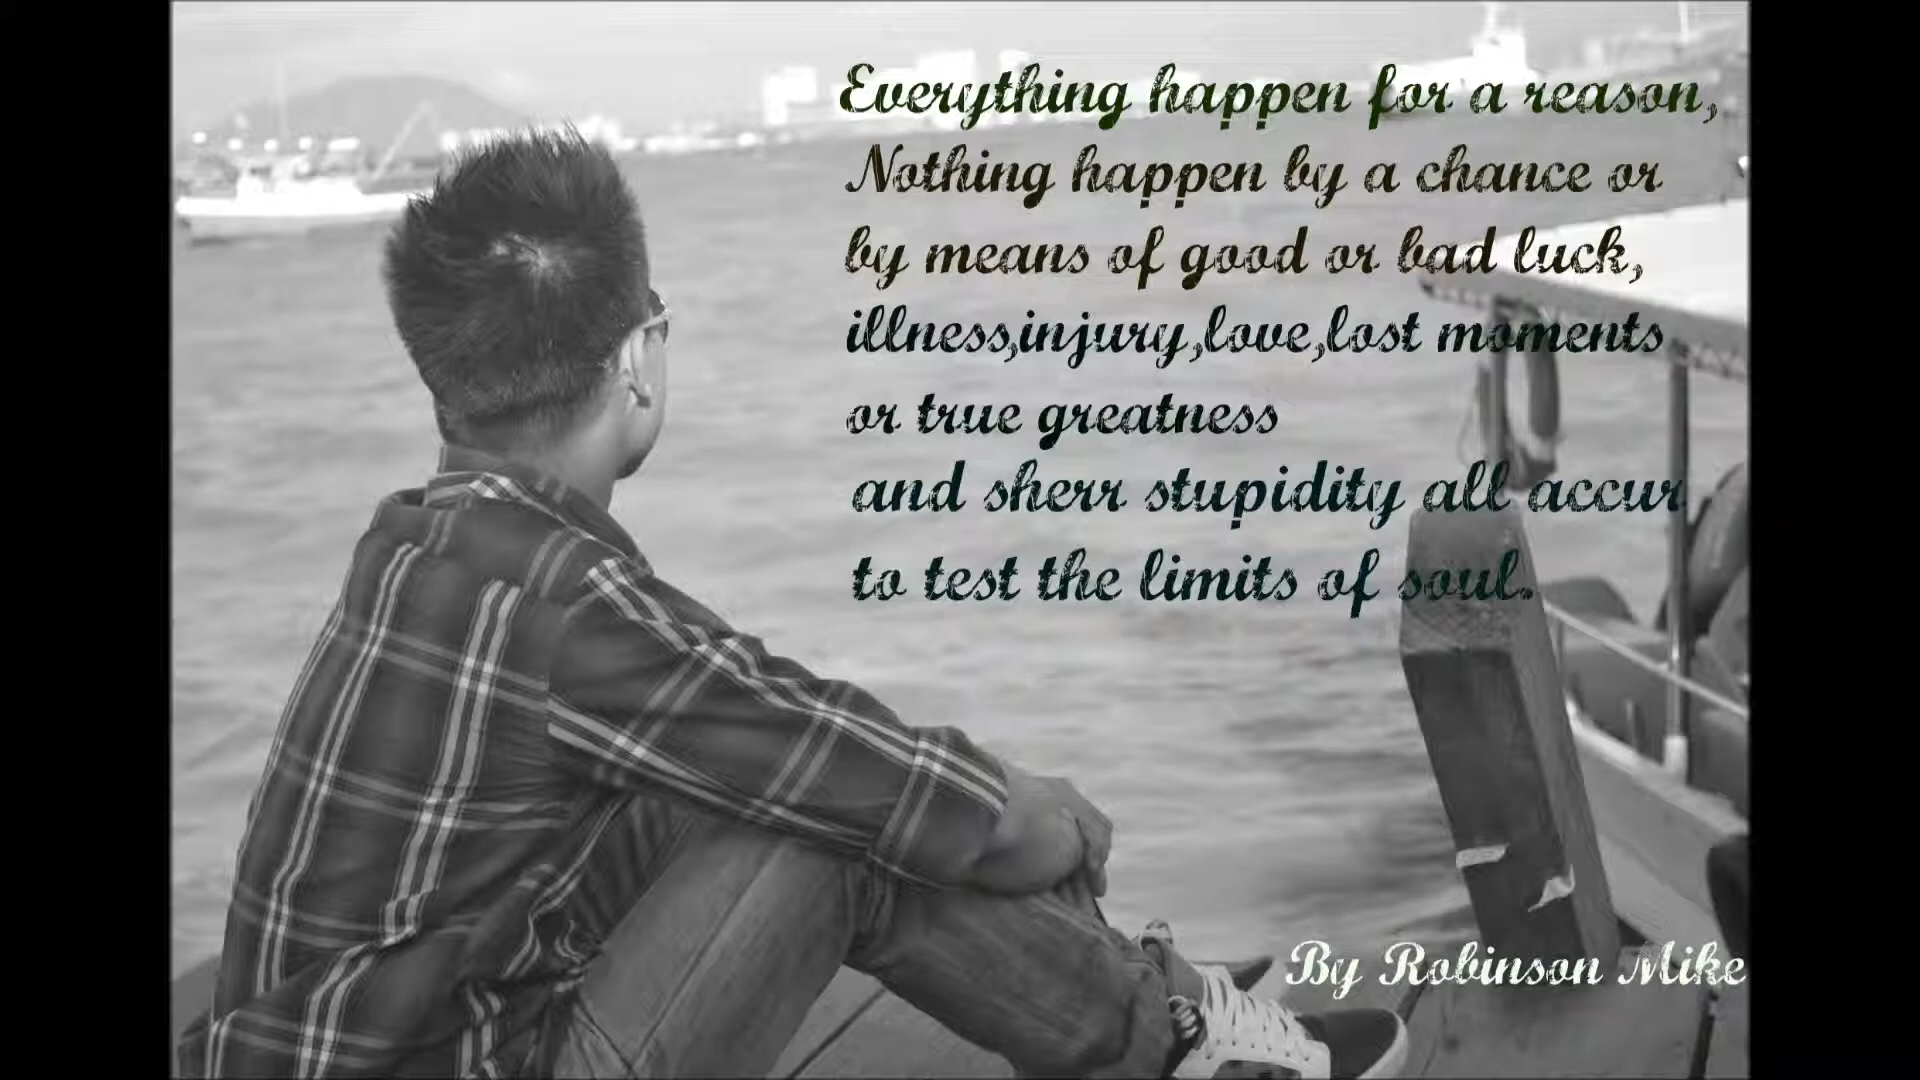 Everything happen for a reason,
Nothing happen by a chance or
by means of good or bad luck,
illness,injury,love,lost moments
or true greatness
and sherr stupidity all accur
to test the limits of soul.
By Robinson Mike